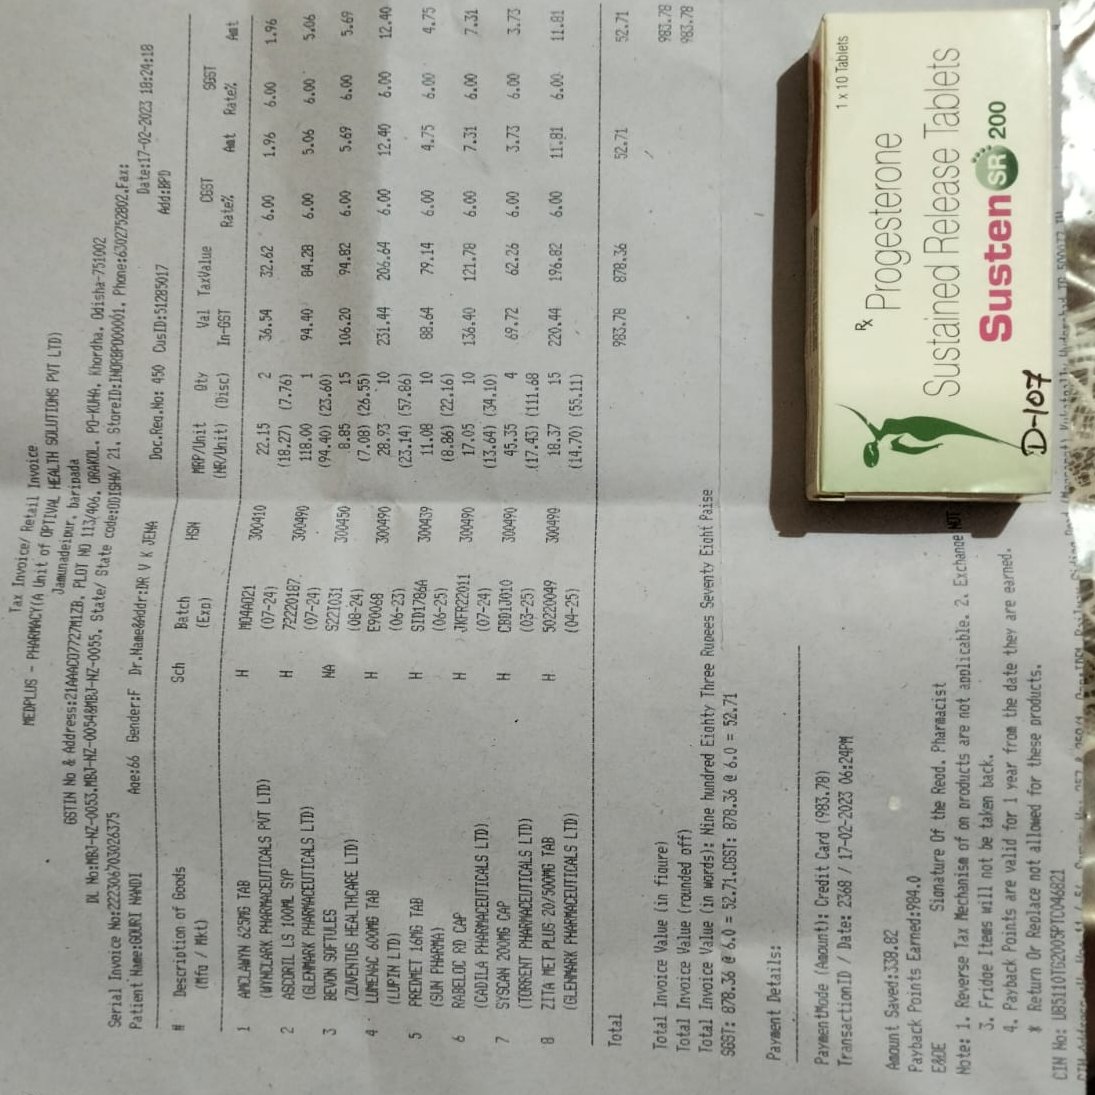 Tax Invoice/ Retail Invoice
MEDPLUS - PHARMACY(A Unit of OPTIVAL HEALTH SOLUTIONS PVT LTD)
Jamunadeipur, baripada
GSTIN No & Address:21AAACO7727M1ZB, PLOT NO 113/406, ORAKOL, PO-KUHA, Khordha, Odisha-751002
DL No:MBJ-NZ-0053,MBJ-NZ-0054&MBJ-NZ-0055, State/ State code:ODISHA/ 21, StoreID:INORBP000001, Phone:6302752802,Fax:
Serial Invoice No:222306703026375 Doc.Req.No: 450 CusID:51285017 Date:17-02-2023 18:24:18
Patient Name:GOURI NANDI Age:66 Gender:F Dr.Name&Addr:DR V K JENA Add:BPD
# Description of Goods Sch Batch HSN MRP/Unit Qty Val TaxValue CGST SGST
(Mfg / Mkt) (Exp) (NR/Unit) (Disc) In-GST Rate% Amt Rate% Amt
1 AMCLAWYN 625MG TAB H MO4AD21 300410 22.15 2 36.54 32.62 6.00 1.96 6.00 1.96
(WYNCLARK PHARMACEUTICALS PVT LTD) (07-24) (18.27) (7.76)
2 ASCORIL LS 100ML SYP H 72220187 300490 118.00 1 94.40 84.28 6.00 5.06 6.00 5.06
(GLENMARK PHARMACEUTICALS LTD) (07-24) (94.40) (23.60)
3 BEVON SOFTULES NA S221031 300450 8.85 15 106.20 94.82 6.00 5.69 6.00 5.69
(ZUVENTUS HEALTHCARE LTD) (08-24) (7.08) (26.55)
4 LUMENAC 600MG TAB H E90068 300490 28.93 10 231.44 206.64 6.00 12.40 6.00 12.40
(LUPIN LTD) (06-23) (23.14) (57.86)
5 PREDMET 16MG TAB H SID1786A 300439 11.08 10 88.64 79.14 6.00 4.75 6.00 4.75
(SUN PHARMA) (06-25) (8.86) (22.16)
6 RABELOC RD CAP H JKFR22011 300490 17.05 10 136.40 121.78 6.00 7.31 6.00 7.31
(CADILA PHARMACEUTICALS LTD) (07-24) (13.64) (34.10)
7 SYSCAN 200MG CAP H CBD1J010 300490 45.35 4 69.72 62.26 6.00 3.73 6.00 3.73
(TORRENT PHARMACEUTICALS LTD) (03-25) (17.43) (111.68
8 ZITA MET PLUS 20/500MG TAB H 50220049 300490 18.37 15 220.44 196.82 6.00 11.81 6.00 11.81
(GLENMARK PHARMACEUTICALS LTD) (04-25) (14.70) (55.11)
Total 983.78 878.36 52.71 52.71
Total Invoice Value (in figure) 983.78
Total Invoice Value (rounded off) 983.78
Total Invoice Value (in words): Nine hundred Eighty Three Rupees Seventy Eight Paise
SGST: 878.36 @ 6.0 = 52.71,CGST: 878.36 @ 6.0 = 52.71
Payment Details:
PaymentMode (Amount): Credit Card (983.78)
TransactionID / Date: 2368 / 17-02-2023 06:24PM
Amount Saved:338.82
Payback Points Earned:984.0
E&OE Signature Of the Regd. Pharmacist
Note: 1. Reverse Tax Mechanism of on products are not applicable. 2. Exchange NOT
3. Fridge Items will not be taken back.
4. Payback Points are valid for 1 year from the date they are earned.
* Return Or Replace not allowed for these products.
CIN No: U85110TG2005PTC046821
Rx
Progesterone 1 x 10 Tablets
Sustained Release Tablets
Susten SR 200
D-107